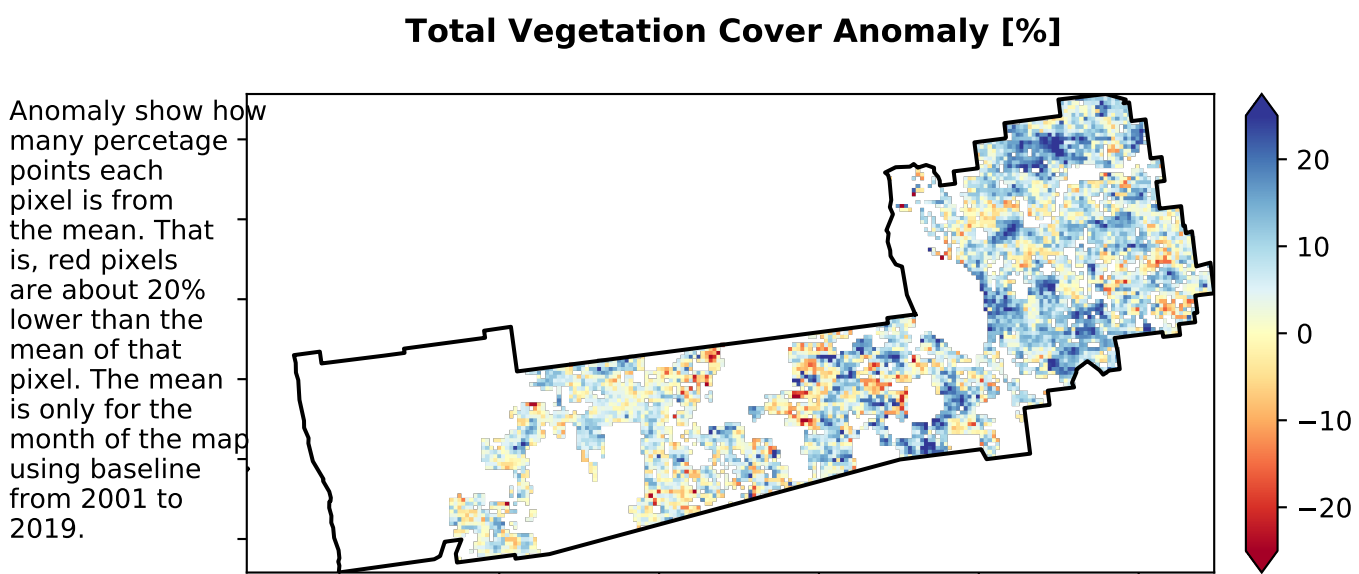 Total Vegetation Cover Anomaly [%]
Anomaly show how
many percetage
points each
pixel is from
the mean. That
is, red pixels
are about 20%
lower than the
mean of that
pixel. The mean
is only for the
month of the map
using baseline
from 2001 to
2019.
20
10
0
−10
−20